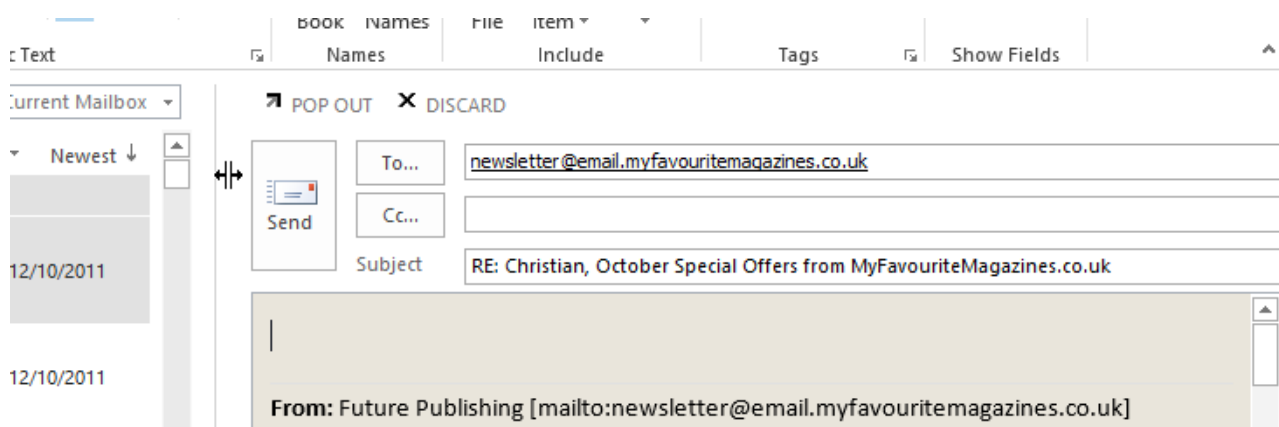 Book Names File Item
c Text Names Include Tags Show Fields
Current Mailbox
POP OUT DISCARD
Newest
To... newsletter@email.myfavouritemagazines.co.uk
Send
Cc...
Subject RE: Christian, October Special Offers from MyFavouriteMagazines.co.uk
12/10/2011
12/10/2011
From: Future Publishing [mailto:newsletter@email.myfavouritemagazines.co.uk]